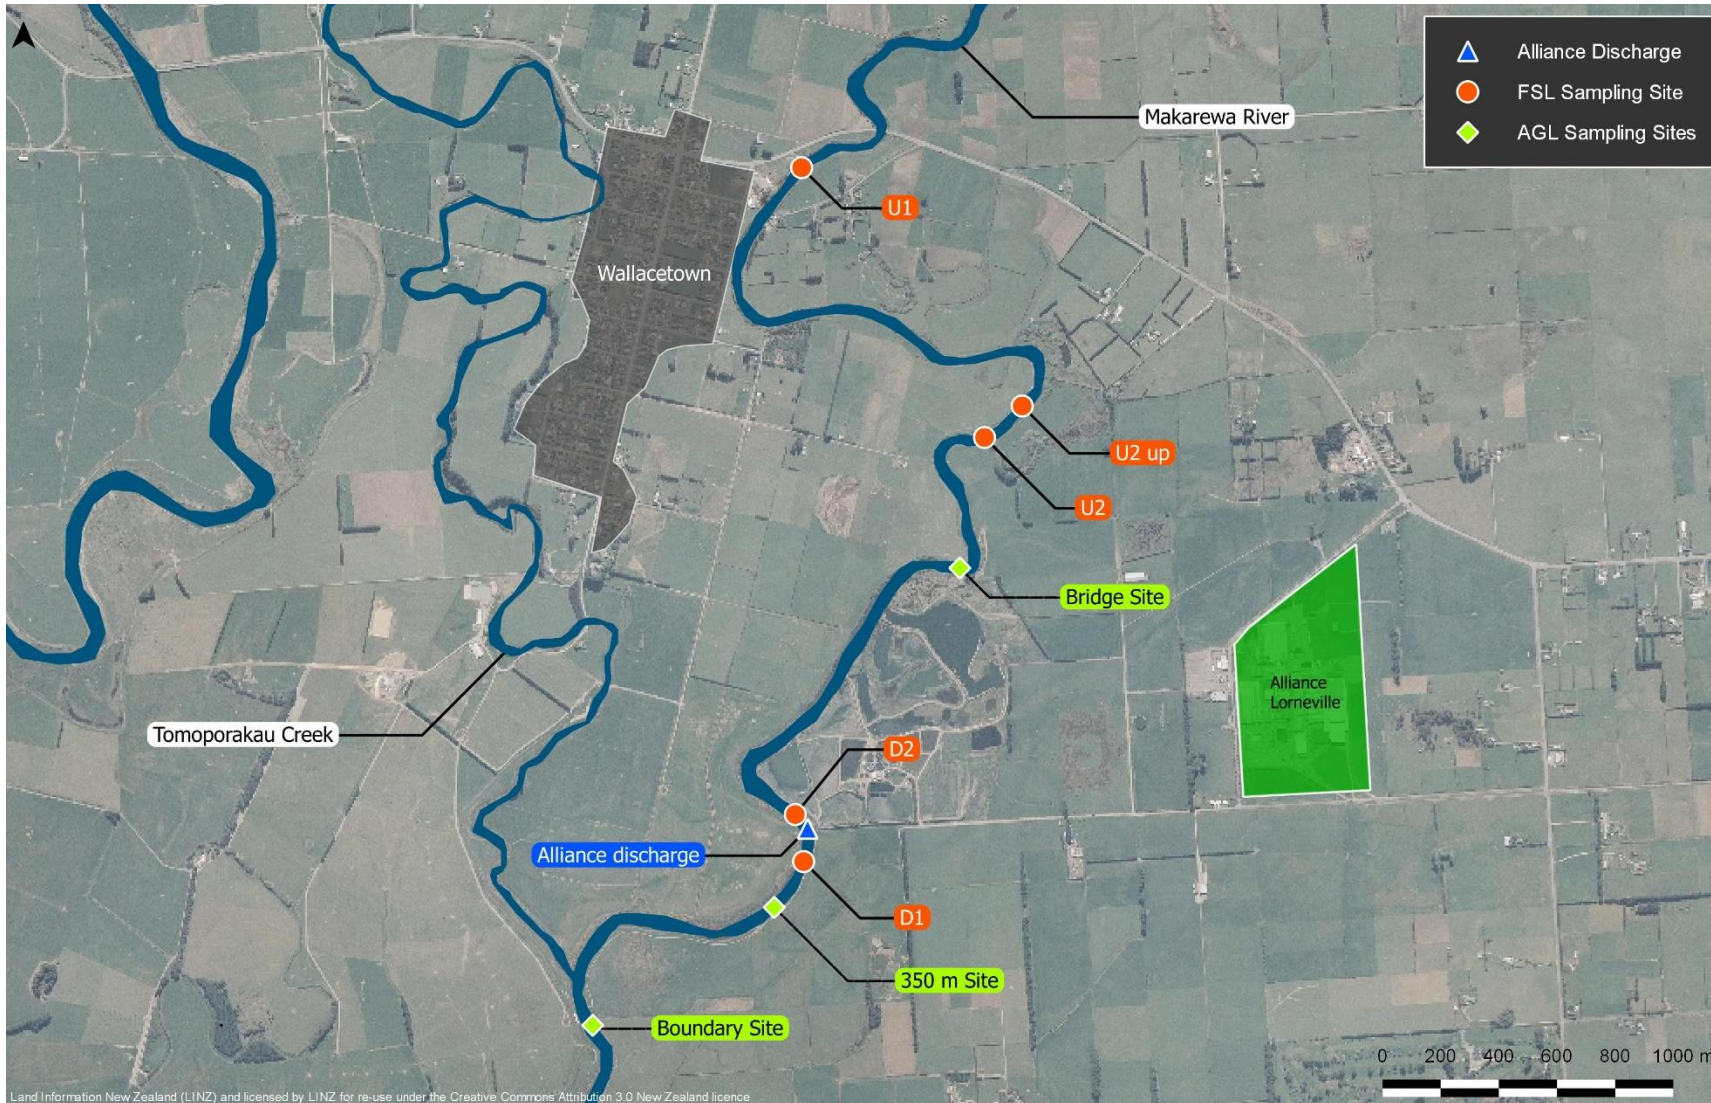 Alliance Discharge
FSL Sampling Site
AGL Sampling Sites
Makarewa River
U1
Wallacetown
U2 up
U2
Bridge Site
Alliance
Lorneville
Tomoporakau Creek
D2
Alliance discharge
D1
350 m Site
Boundary Site
0 200 400 600 800 1000 m
Land Information New Zealand (LINZ) and licensed by LINZ for re-use under the Creative Commons Attribution 3.0 New Zealand licence